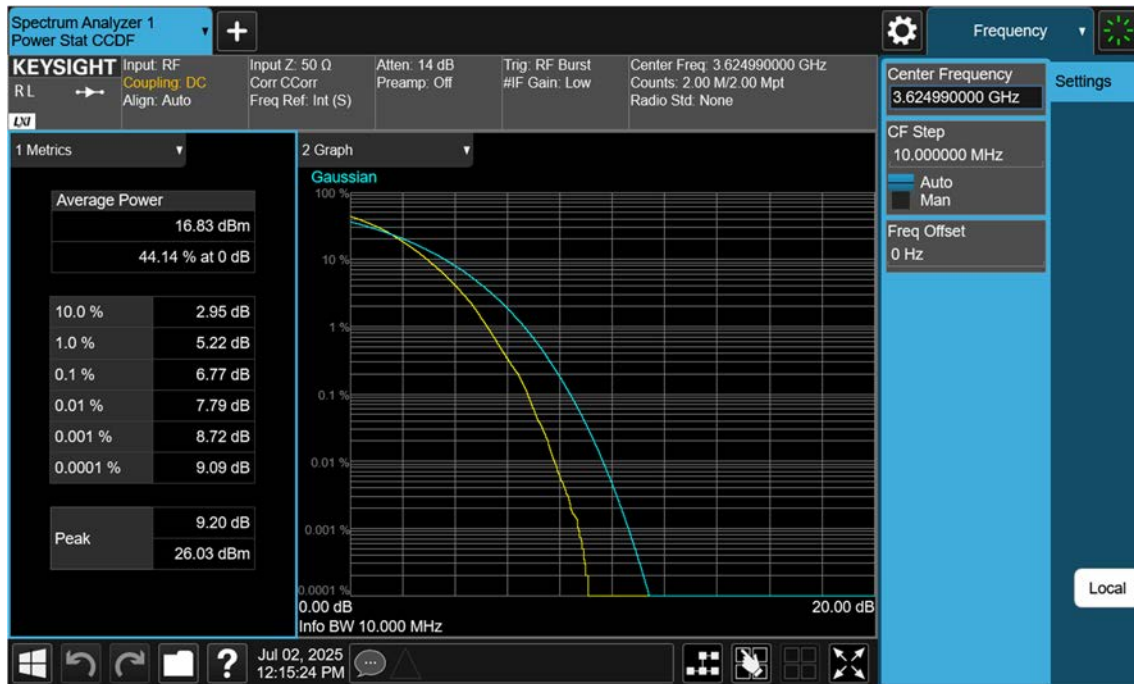 Spectrum Analyzer 1
Power Stat CCDF
Frequency
KEYSIGHT
RL
LXI
Input: RF
Coupling: DC
Align: Auto
Input Z: 50 Ω
Corr CCorr
Freq Ref: Int (S)
Atten: 14 dB
Preamp: Off
Trig: RF Burst
#IF Gain: Low
Center Freq: 3.624990000 GHz
Counts: 2.00 M/2.00 Mpt
Radio Std: None
Center Frequency
3.624990000 GHz
Settings
CF Step
10.000000 MHz
Auto
Man
Freq Offset
0 Hz
1 Metrics
Average Power
16.83 dBm
44.14 % at 0 dB
10.0 % 2.95 dB
1.0 % 5.22 dB
0.1 % 6.77 dB
0.01 % 7.79 dB
0.001 % 8.72 dB
0.0001 % 9.09 dB
Peak
9.20 dB
26.03 dBm
2 Graph
Gaussian
100 %
10 %
1 %
0.1 %
0.01 %
0.001 %
0.0001 %
0.00 dB 20.00 dB
Info BW 10.000 MHz
Local
?
Jul 02, 2025
12:15:24 PM